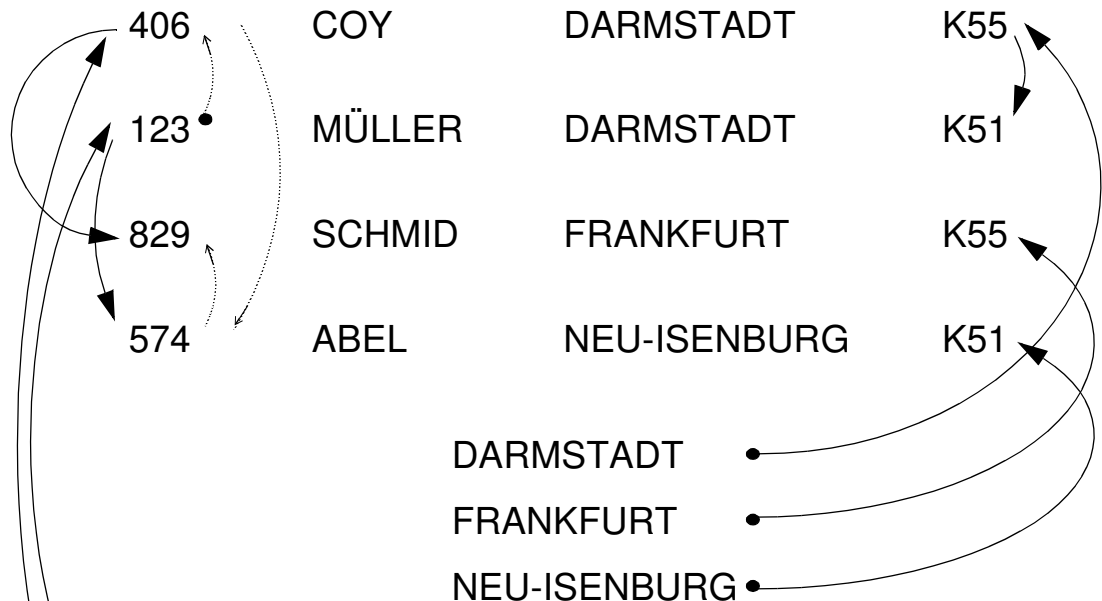 406 COY DARMSTADT K55
123 MÜLLER DARMSTADT K51
829 SCHMID FRANKFURT K55
574 ABEL NEU-ISENBURG K51
DARMSTADT
FRANKFURT
NEU-ISENBURG